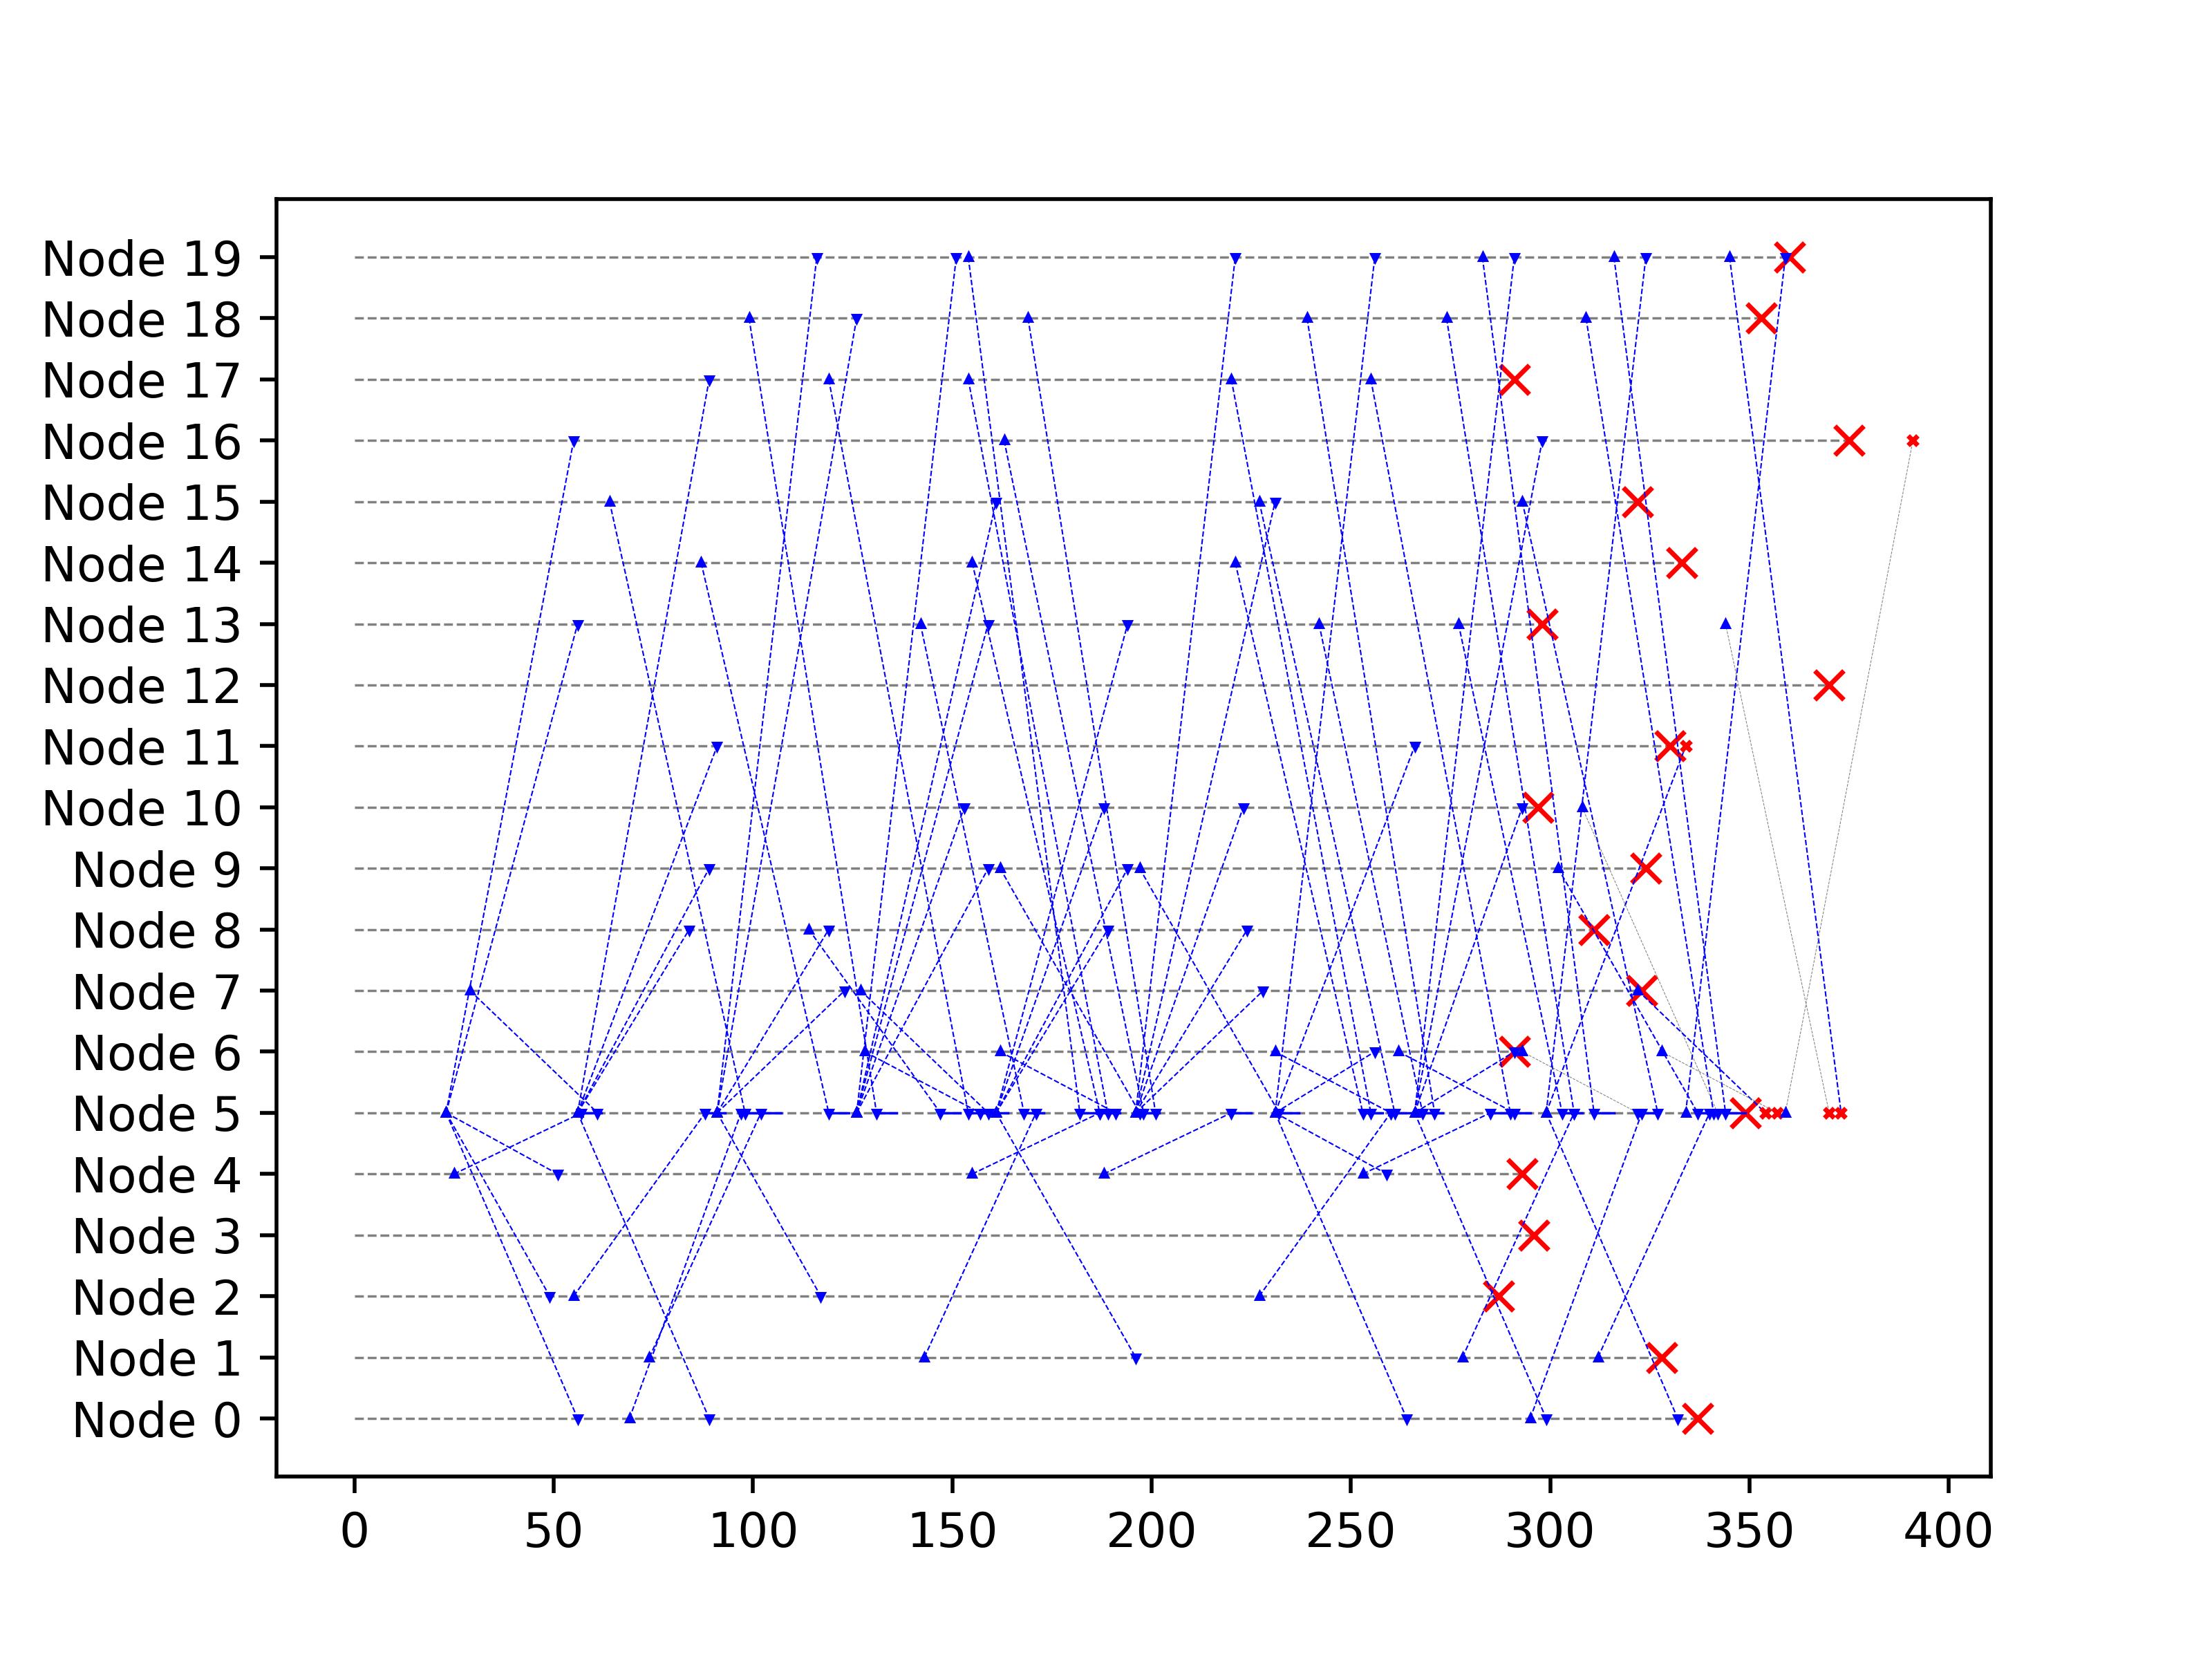 Node 19
Node 18
Node 17
Node 16
Node 15
Node 14
Node 13
Node 12
Node 11
Node 10
Node 9
Node 8
Node 7
Node 6
Node 5
Node 4
Node 3
Node 2
Node 1
Node 0
0 50 100 150 200 250 300 350 400